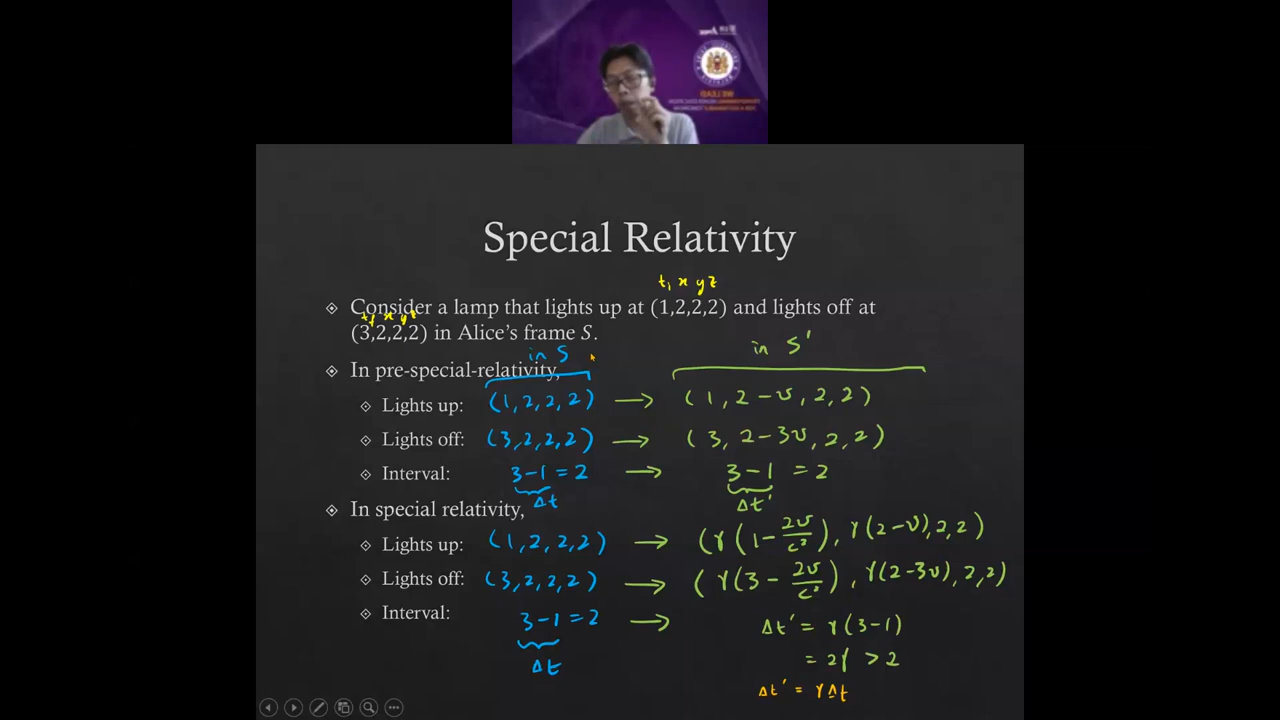 Special Relativity
t, x y z
Consider a lamp that lights up at (1,2,2,2) and lights off at
(3,2,2,2) in Alice's frame S.
in S
in S'
In pre-special-relativity,
Lights up: (1,2,2,2) → (1, 2-v, 2, 2)
Lights off: (3,2,2,2) → (3, 2-3v, 2, 2)
Interval: 3-1 = 2 → 3-1 = 2
Δt Δt'
In special relativity,
Lights up: (1,2,2,2) → (γ(1-2v/c²), γ(2-v), 2, 2)
Lights off: (3,2,2,2) → (γ(3-2v/c²), γ(2-3v), 2, 2)
Interval: 3-1 = 2 → Δt' = γ(3-1)
Δt = 2γ > 2
Δt' = γΔt